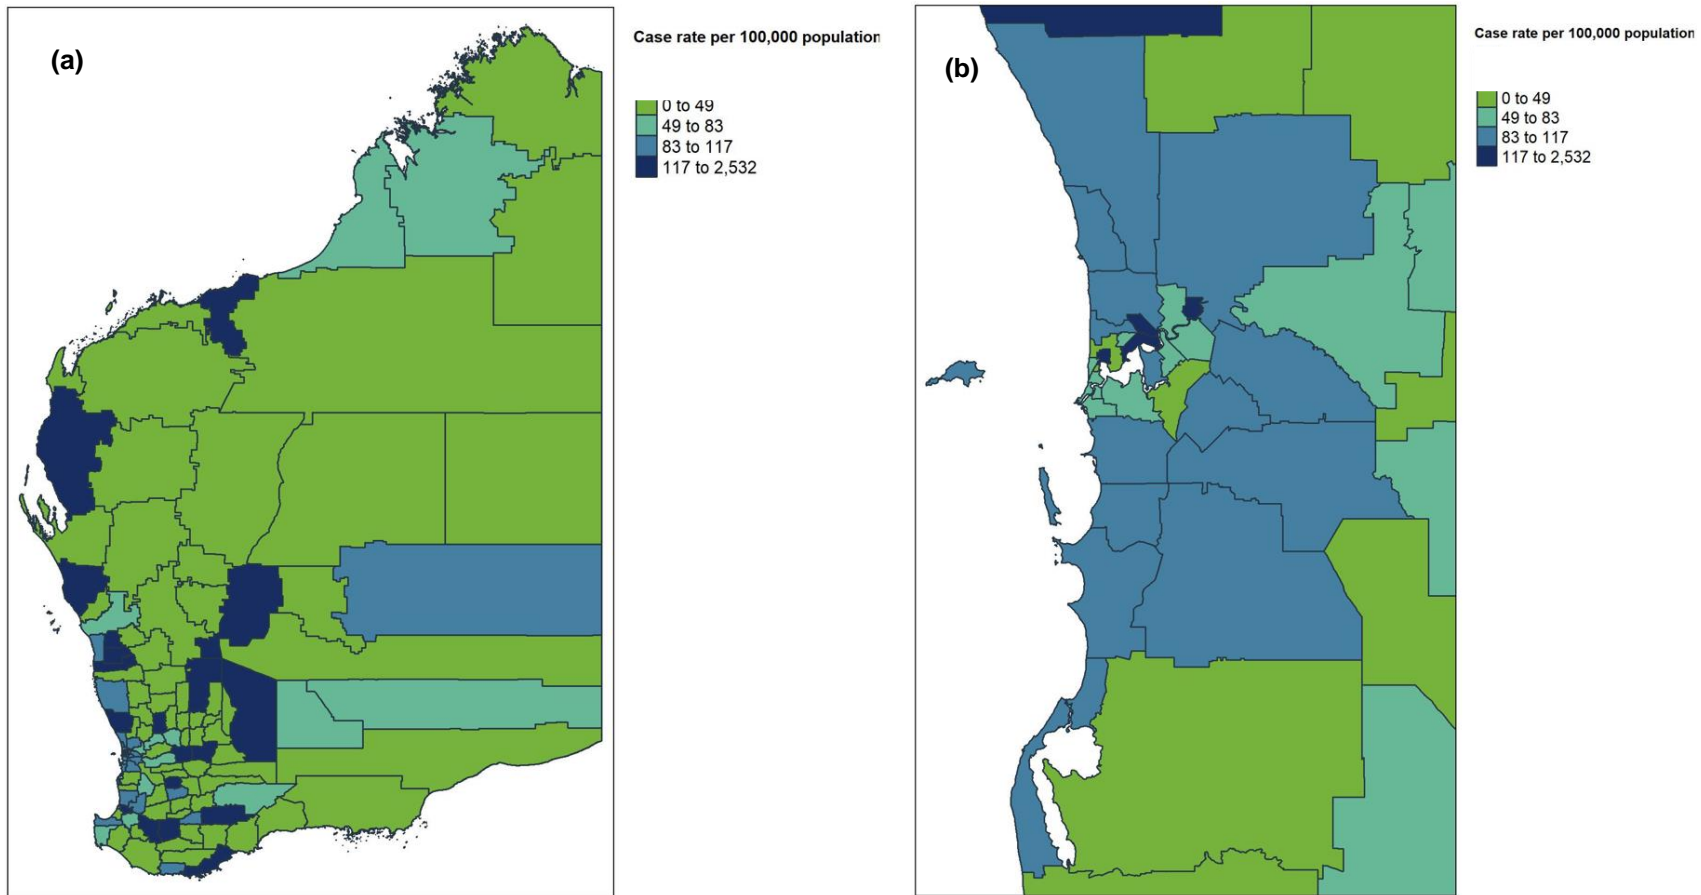 (a)
Case rate per 100,000 population
0 to 49
49 to 83
83 to 117
117 to 2,532
(b)
Case rate per 100,000 population
0 to 49
49 to 83
83 to 117
117 to 2,532